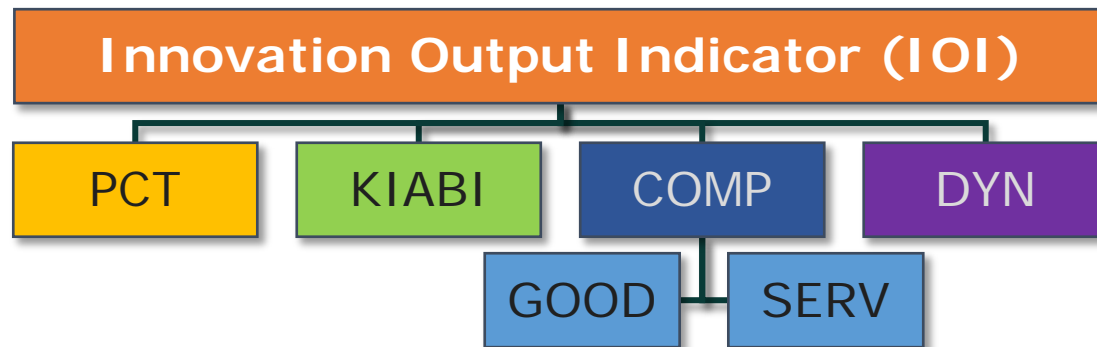 Innovation Output Indicator (IOI)
PCT KIABI COMP DYN
GOOD SERV